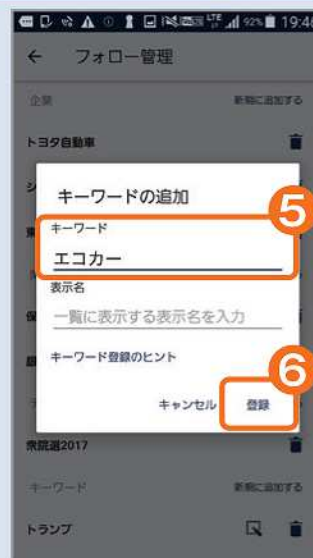 LTE 92% 19:46
← フォロー管理
企業 新規に追加する
トヨタ自動車
キーワードの追加
5
キーワード
エコカー
表示名
一覧に表示する表示名を入力
キーワード登録のヒント
6
キャンセル 登録
衆院選2017
キーワード 新規に追加する
トランプ